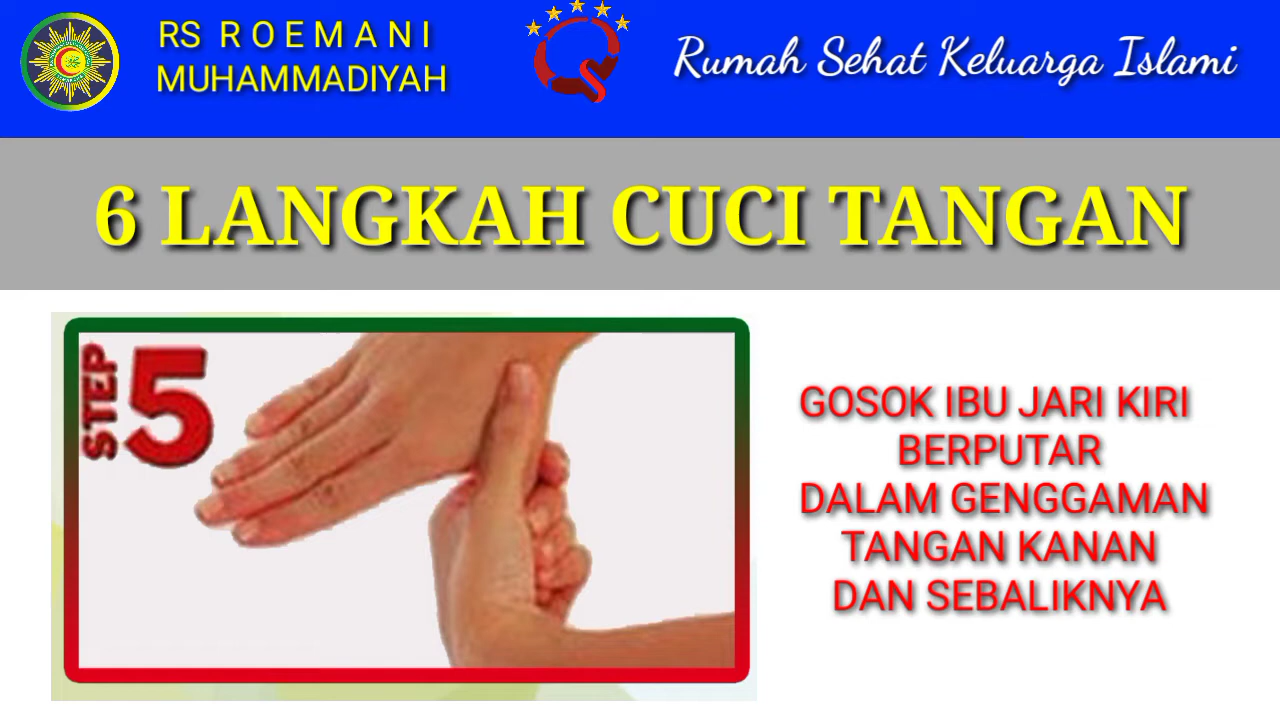 RS R O E M A N I
MUHAMMADIYAH
Rumah Sehat Keluarga Islami
6 LANGKAH CUCI TANGAN
STEP 5
GOSOK IBU JARI KIRI
BERPUTAR
DALAM GENGGAMAN
TANGAN KANAN
DAN SEBALIKNYA